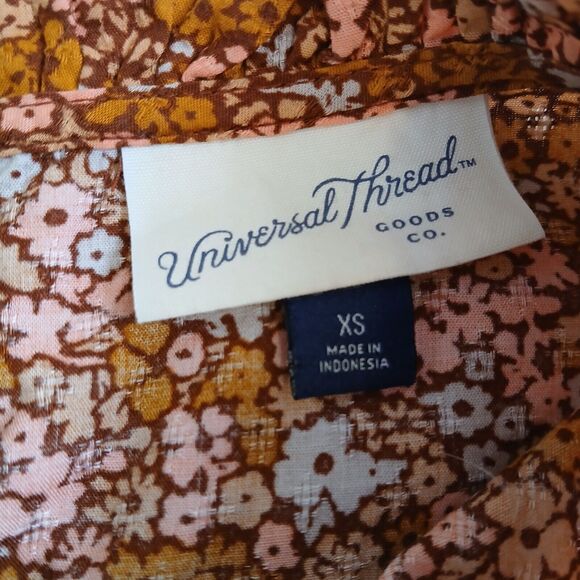 Universal Thread™
GOODS
CO.
XS
MADE IN
INDONESIA